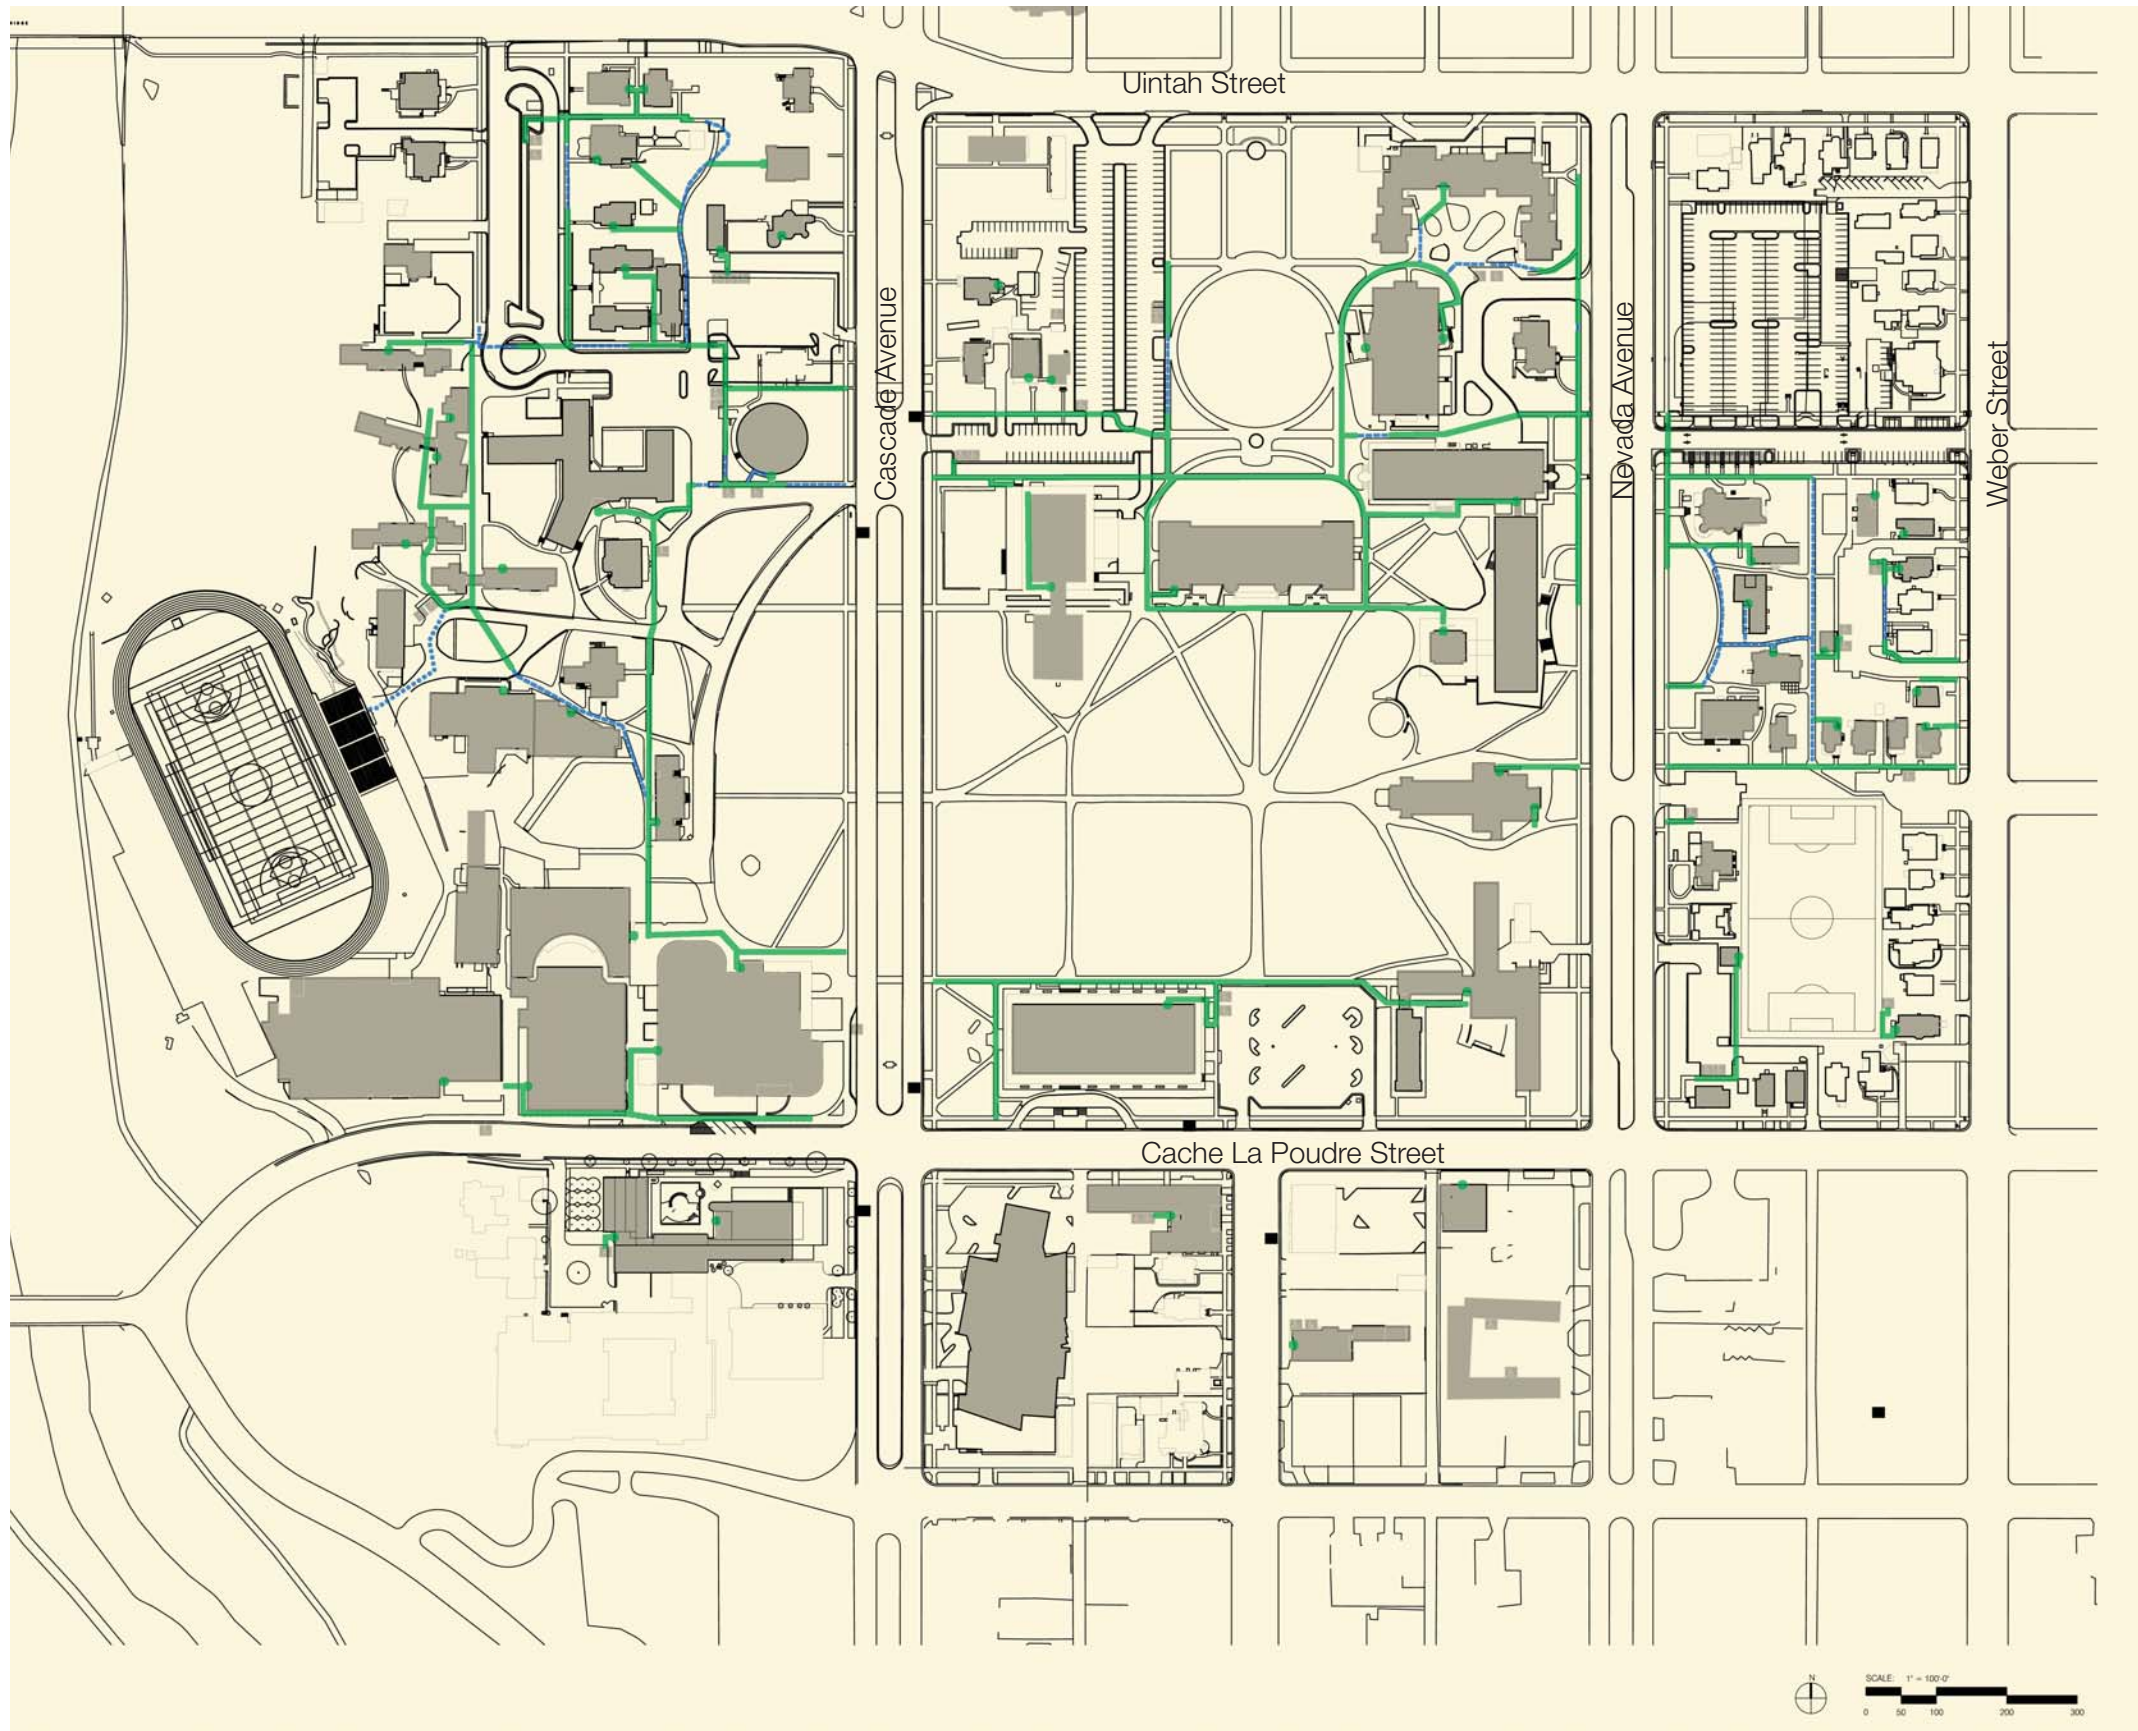 Uintah Street
Cascade Avenue
Nevada Avenue
Weber Street
Cache La Poudre Street
N
SCALE: 1" = 100'-0"
0 50 100 200 300